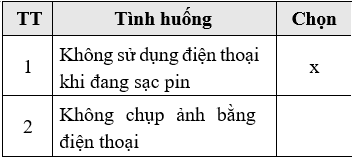 TT Tình huống Chọn
1 Không sử dụng điện thoại khi đang sạc pin x
2 Không chụp ảnh bằng điện thoại